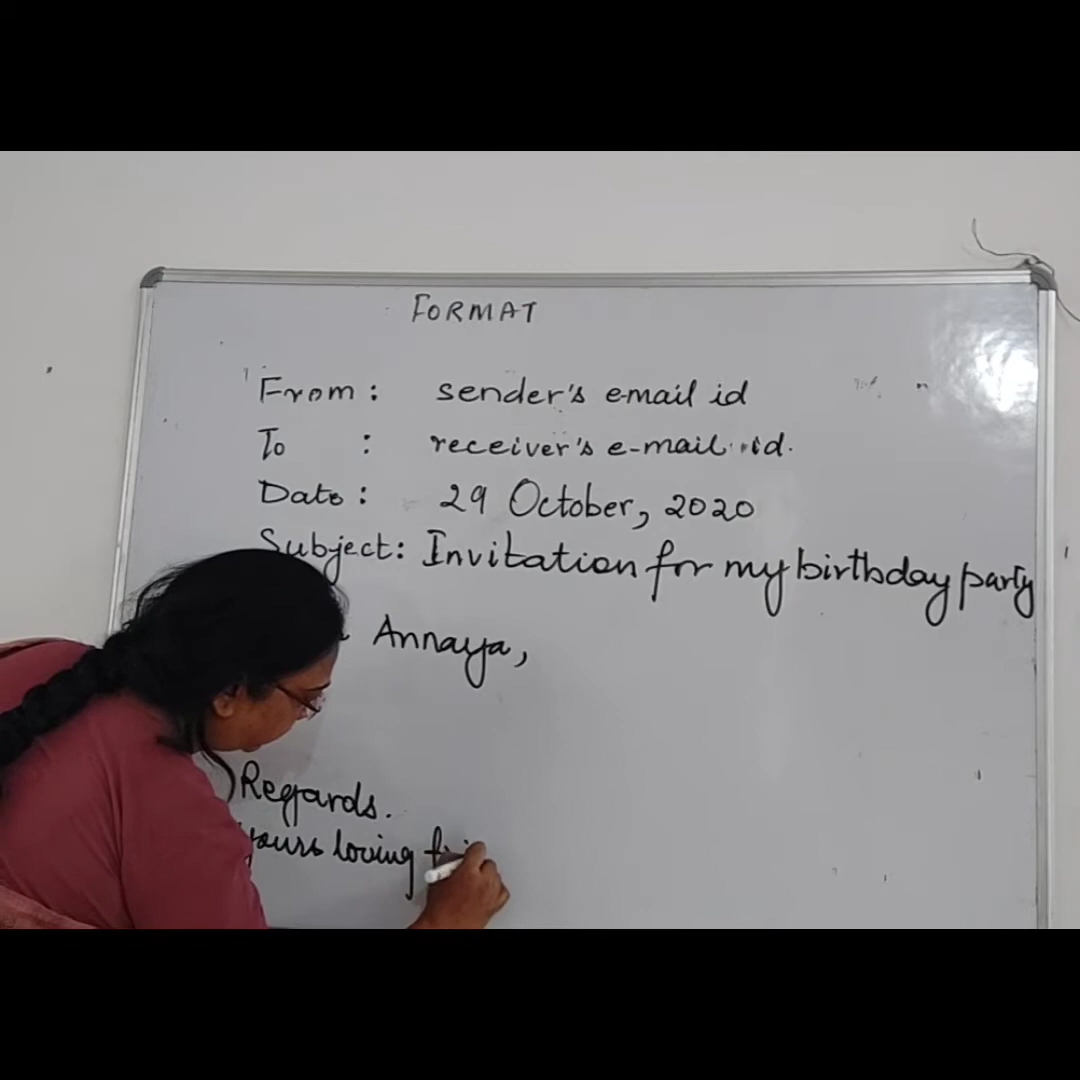 FORMAT
From: sender's e-mail id
To : receiver's e-mail id.
Date: 29 October, 2020
Subject: Invitation for my birthday party
Annaya,
Regards.
yours loving